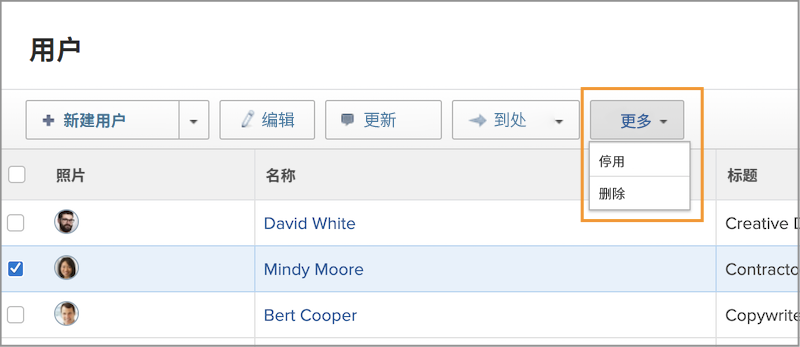 用户
新建用户 编辑 更新 到处 更多
停用
删除
照片 名称 标题
David White Creative D
Mindy Moore Contracto
Bert Cooper Copywrite